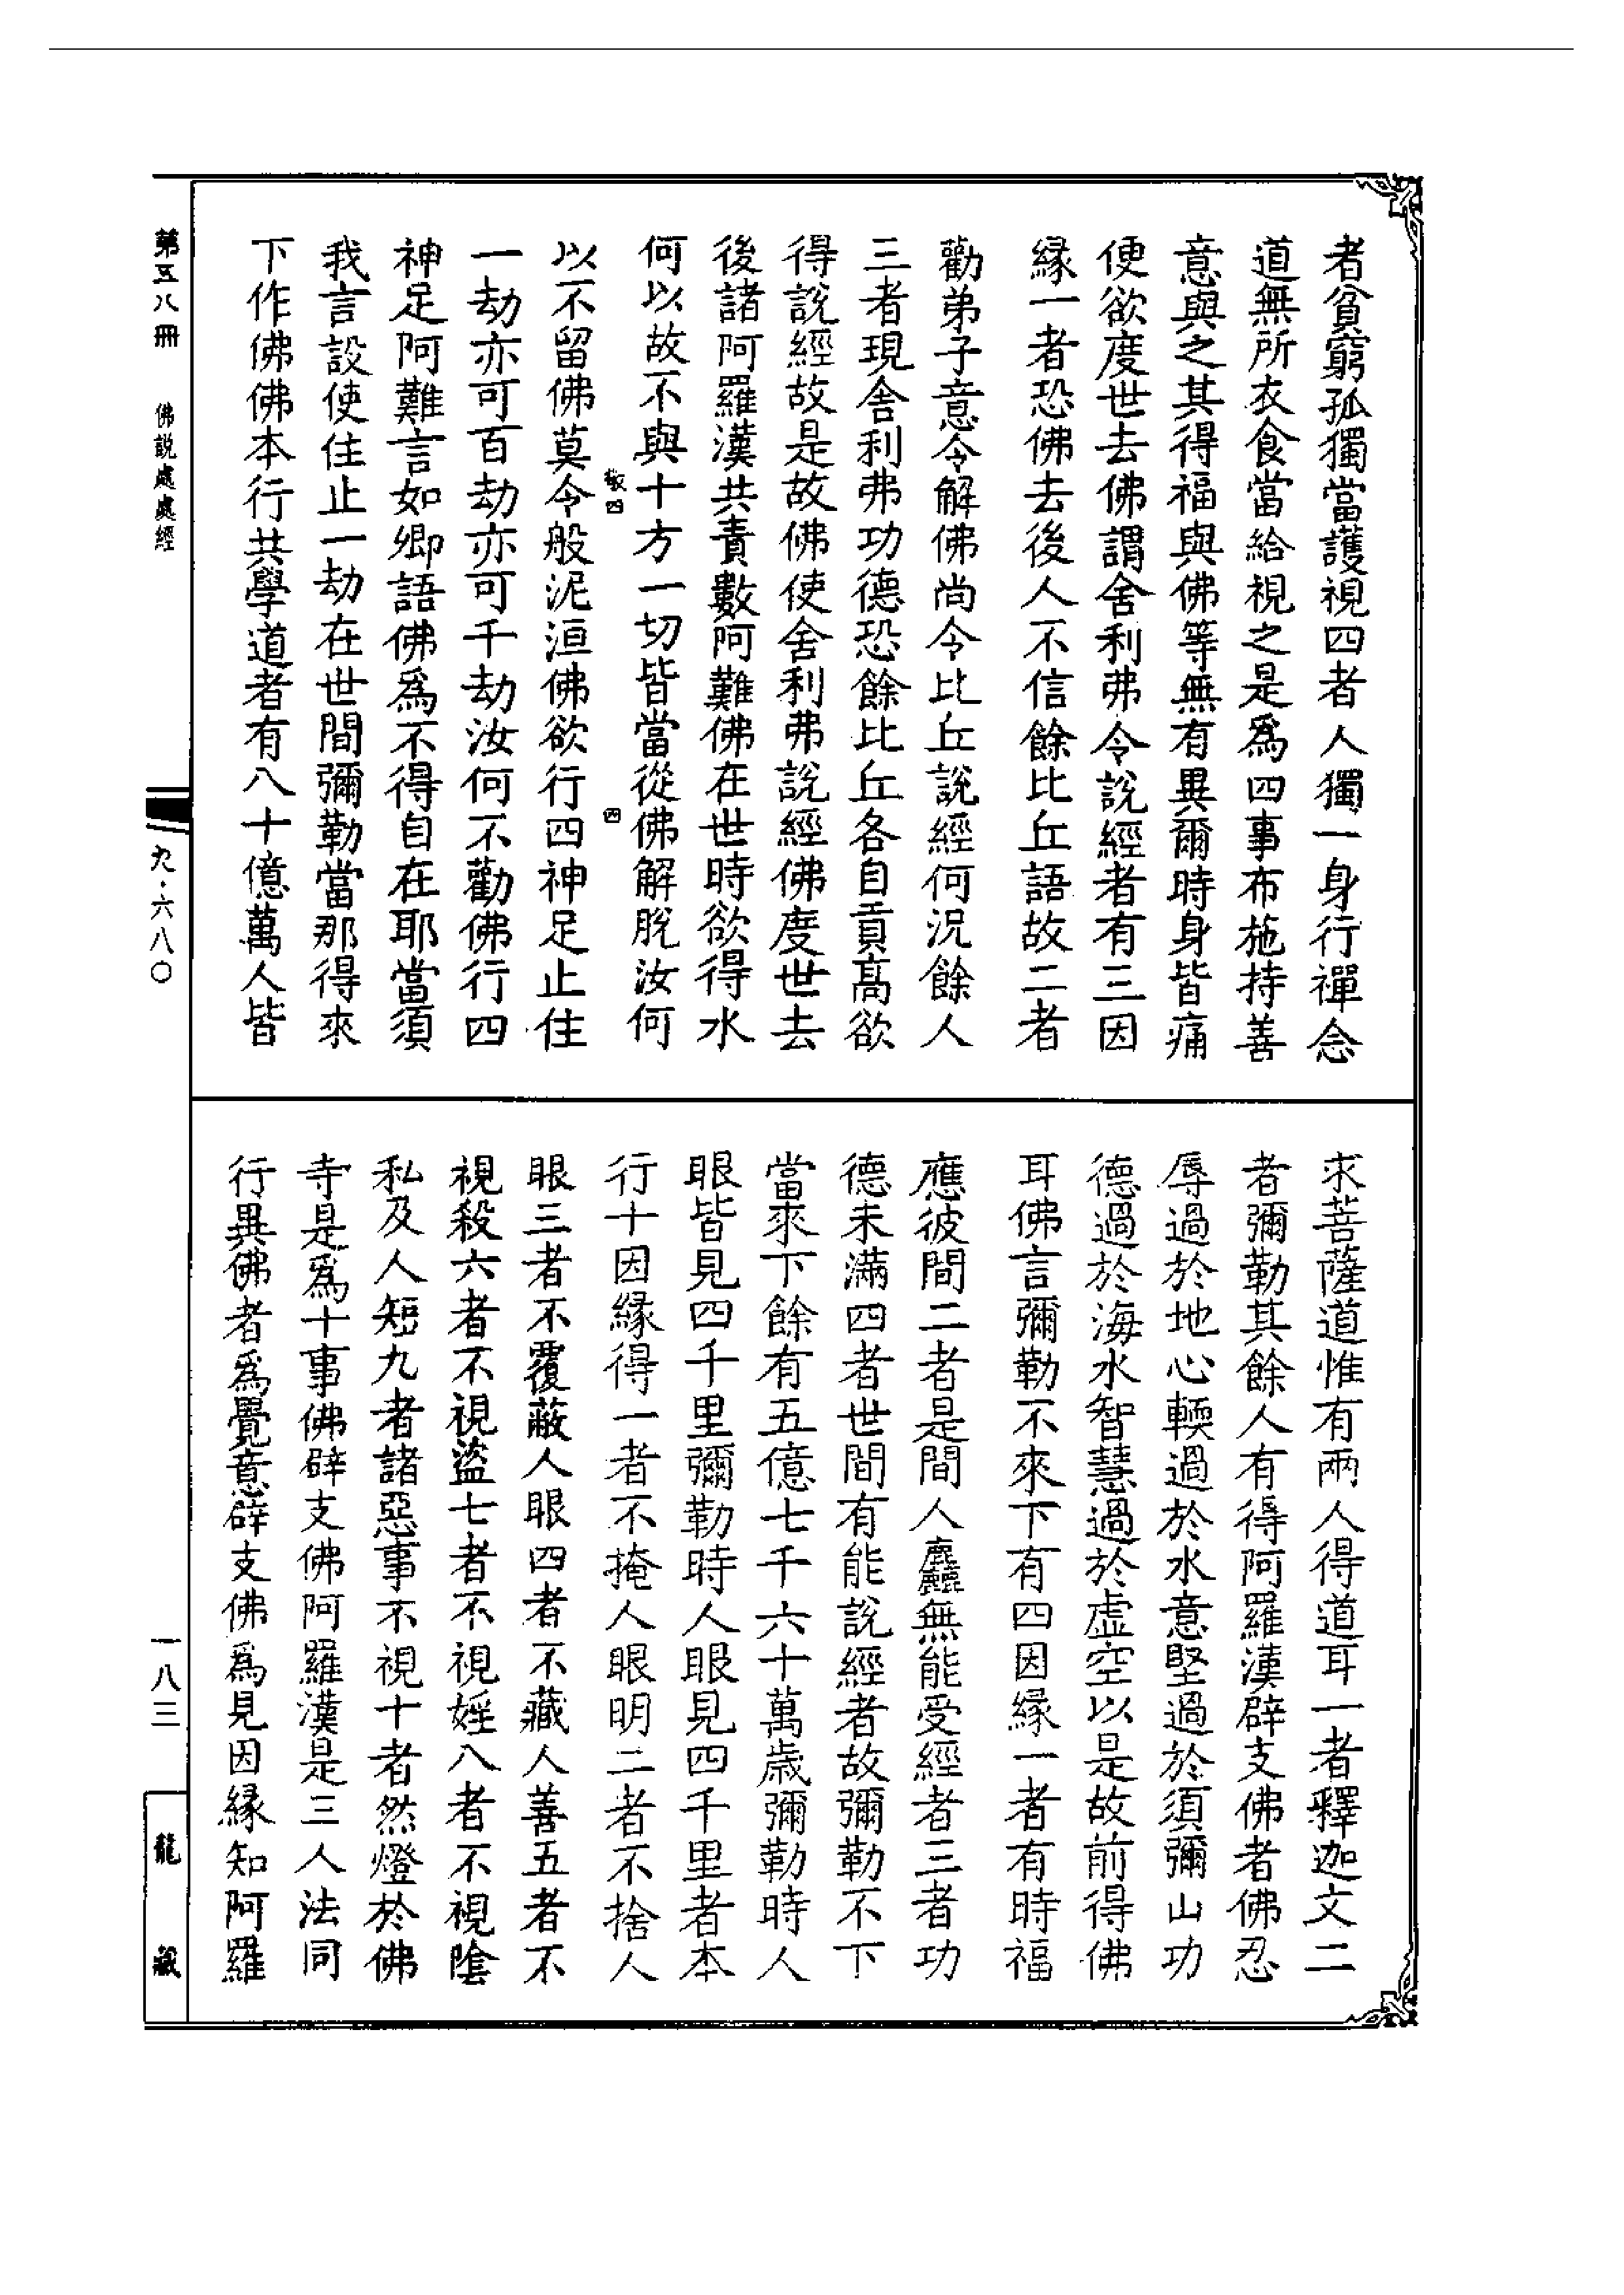 者貧窮孤獨當護視四者人獨一身行禪念
道無所衣食當給視之是爲四事布施持善
意與之其得福與佛等無有異爾時身皆痛
便欲度世去佛謂舍利弗令說經者有三因
緣一者恐佛去後人不信餘比丘語故二者
勸弟子意令解佛尚令比丘說經何況餘人
三者現舍利弗功德恐餘比丘各自貢高欲
得說經故是故佛使舍利弗說經佛度世去
後諸阿羅漢共責數阿難佛在世時欲得水
何以故不與十方一切皆當從佛解脫汝何
敬四
四
以不留佛莫令般泥洹佛欲行四神足止住
一劫亦可百劫亦可千劫汝何不勸佛行四
神足阿難言如卿語佛爲不得自在耶當須
我言設使住止一劫在世間彌勒當那得來
下作佛佛本行共學道者有八十億萬人皆
求菩薩道惟有兩人得道耳一者釋迦文二
者彌勒其餘人有得阿羅漢辟支佛者佛忍
辱過於地心輭過於水意堅過於須彌山功
德過於海水智慧過於虛空以是故前得佛
耳佛言彌勒不來下有四因緣一者有時福
應彼間二者是間人麤無能受經者三者功
德未滿四者世間有能說經者故彌勒不下
當來下餘有五億七千六十萬歲彌勒時人
眼皆見四千里彌勒時人眼見四千里者本
行十因緣得一者不掩人眼明二者不捨人
眼三者不覆蔽人眼四者不藏人善五者不
視殺六者不視盜七者不視婬八者不視陰
私及人短九者諸惡事不視十者然燈於佛
寺是爲十事佛辟支佛阿羅漢是三人法同
行異佛者爲覺意辟支佛爲見因緣知阿羅
第五八冊
佛說處處經
九·六八〇
一八三
龍藏